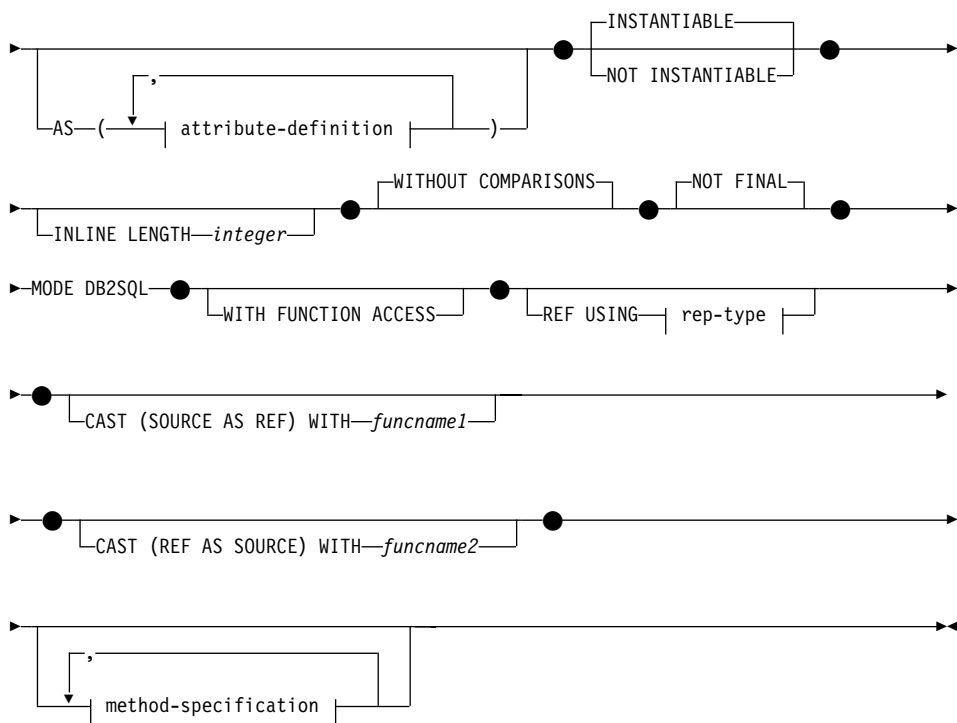 INSTANTIABLE
NOT INSTANTIABLE
,
AS ( attribute-definition )
WITHOUT COMPARISONS NOT FINAL
INLINE LENGTH integer
MODE DB2SQL
WITH FUNCTION ACCESS REF USING rep-type
CAST (SOURCE AS REF) WITH funcname1
CAST (REF AS SOURCE) WITH funcname2
,
method-specification